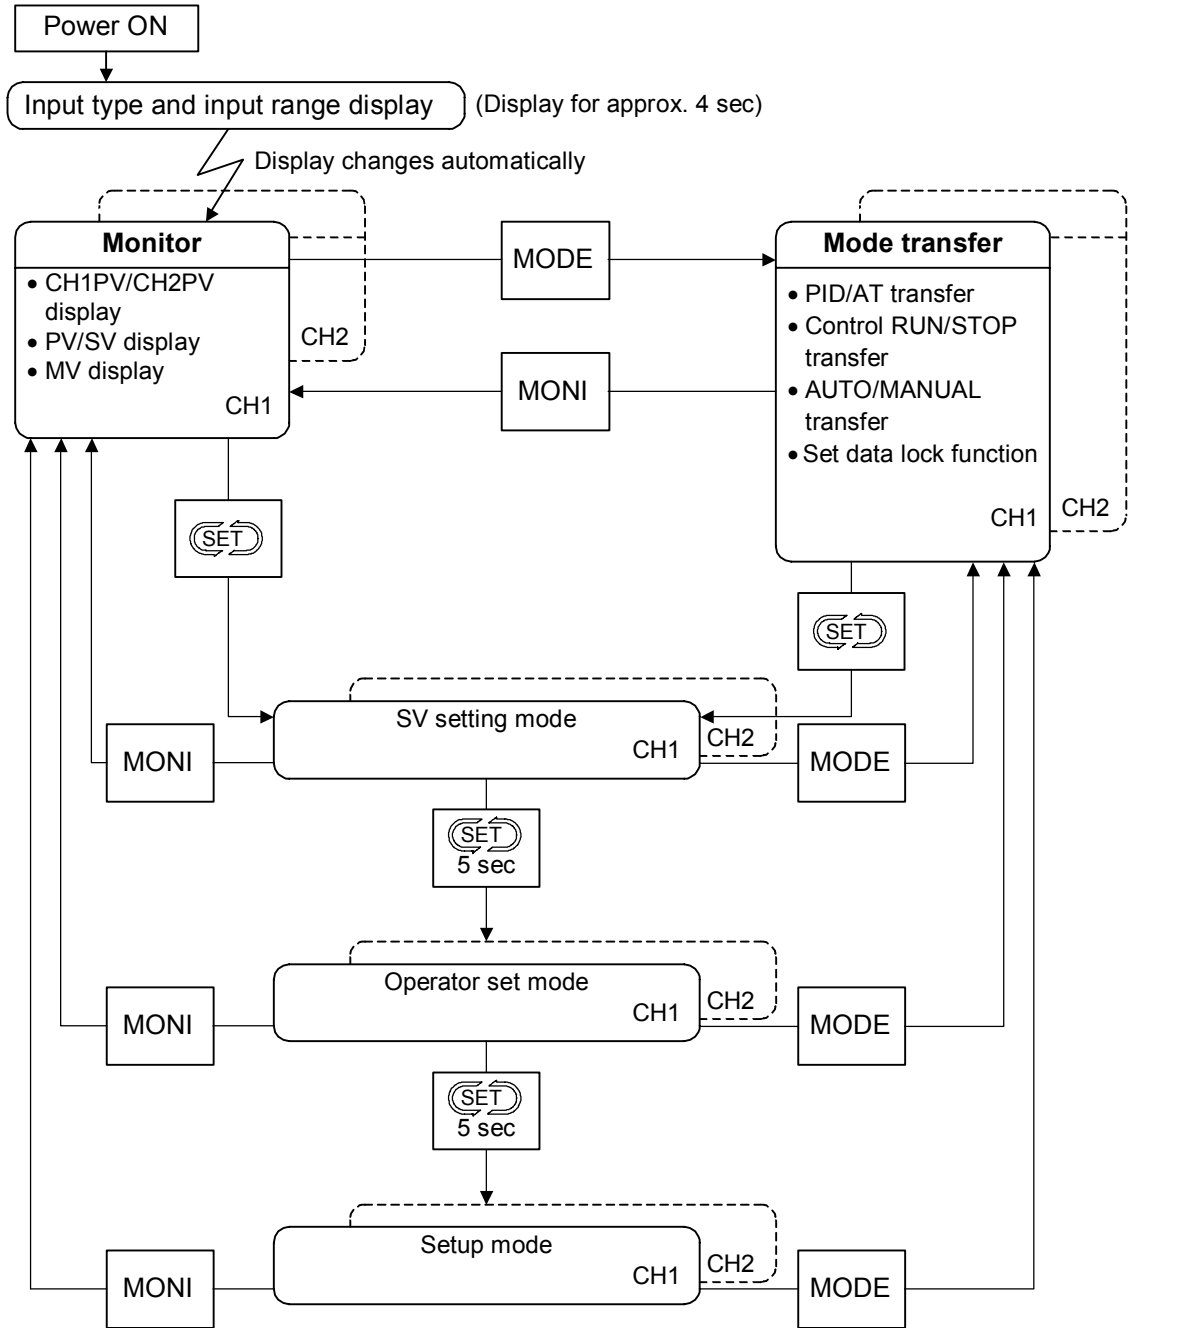 Power ON
Input type and input range display
(Display for approx. 4 sec)
Display changes automatically
Monitor
• CH1PV/CH2PV
display
• PV/SV display
• MV display
CH1
CH2
MODE
MONI
Mode transfer
• PID/AT transfer
• Control RUN/STOP
transfer
• AUTO/MANUAL
transfer
• Set data lock function
CH1
CH2
SET
SET
SV setting mode
CH1
CH2
MONI
MODE
SET
5 sec
Operator set mode
CH1
CH2
MONI
MODE
SET
5 sec
Setup mode
CH1
CH2
MONI
MODE